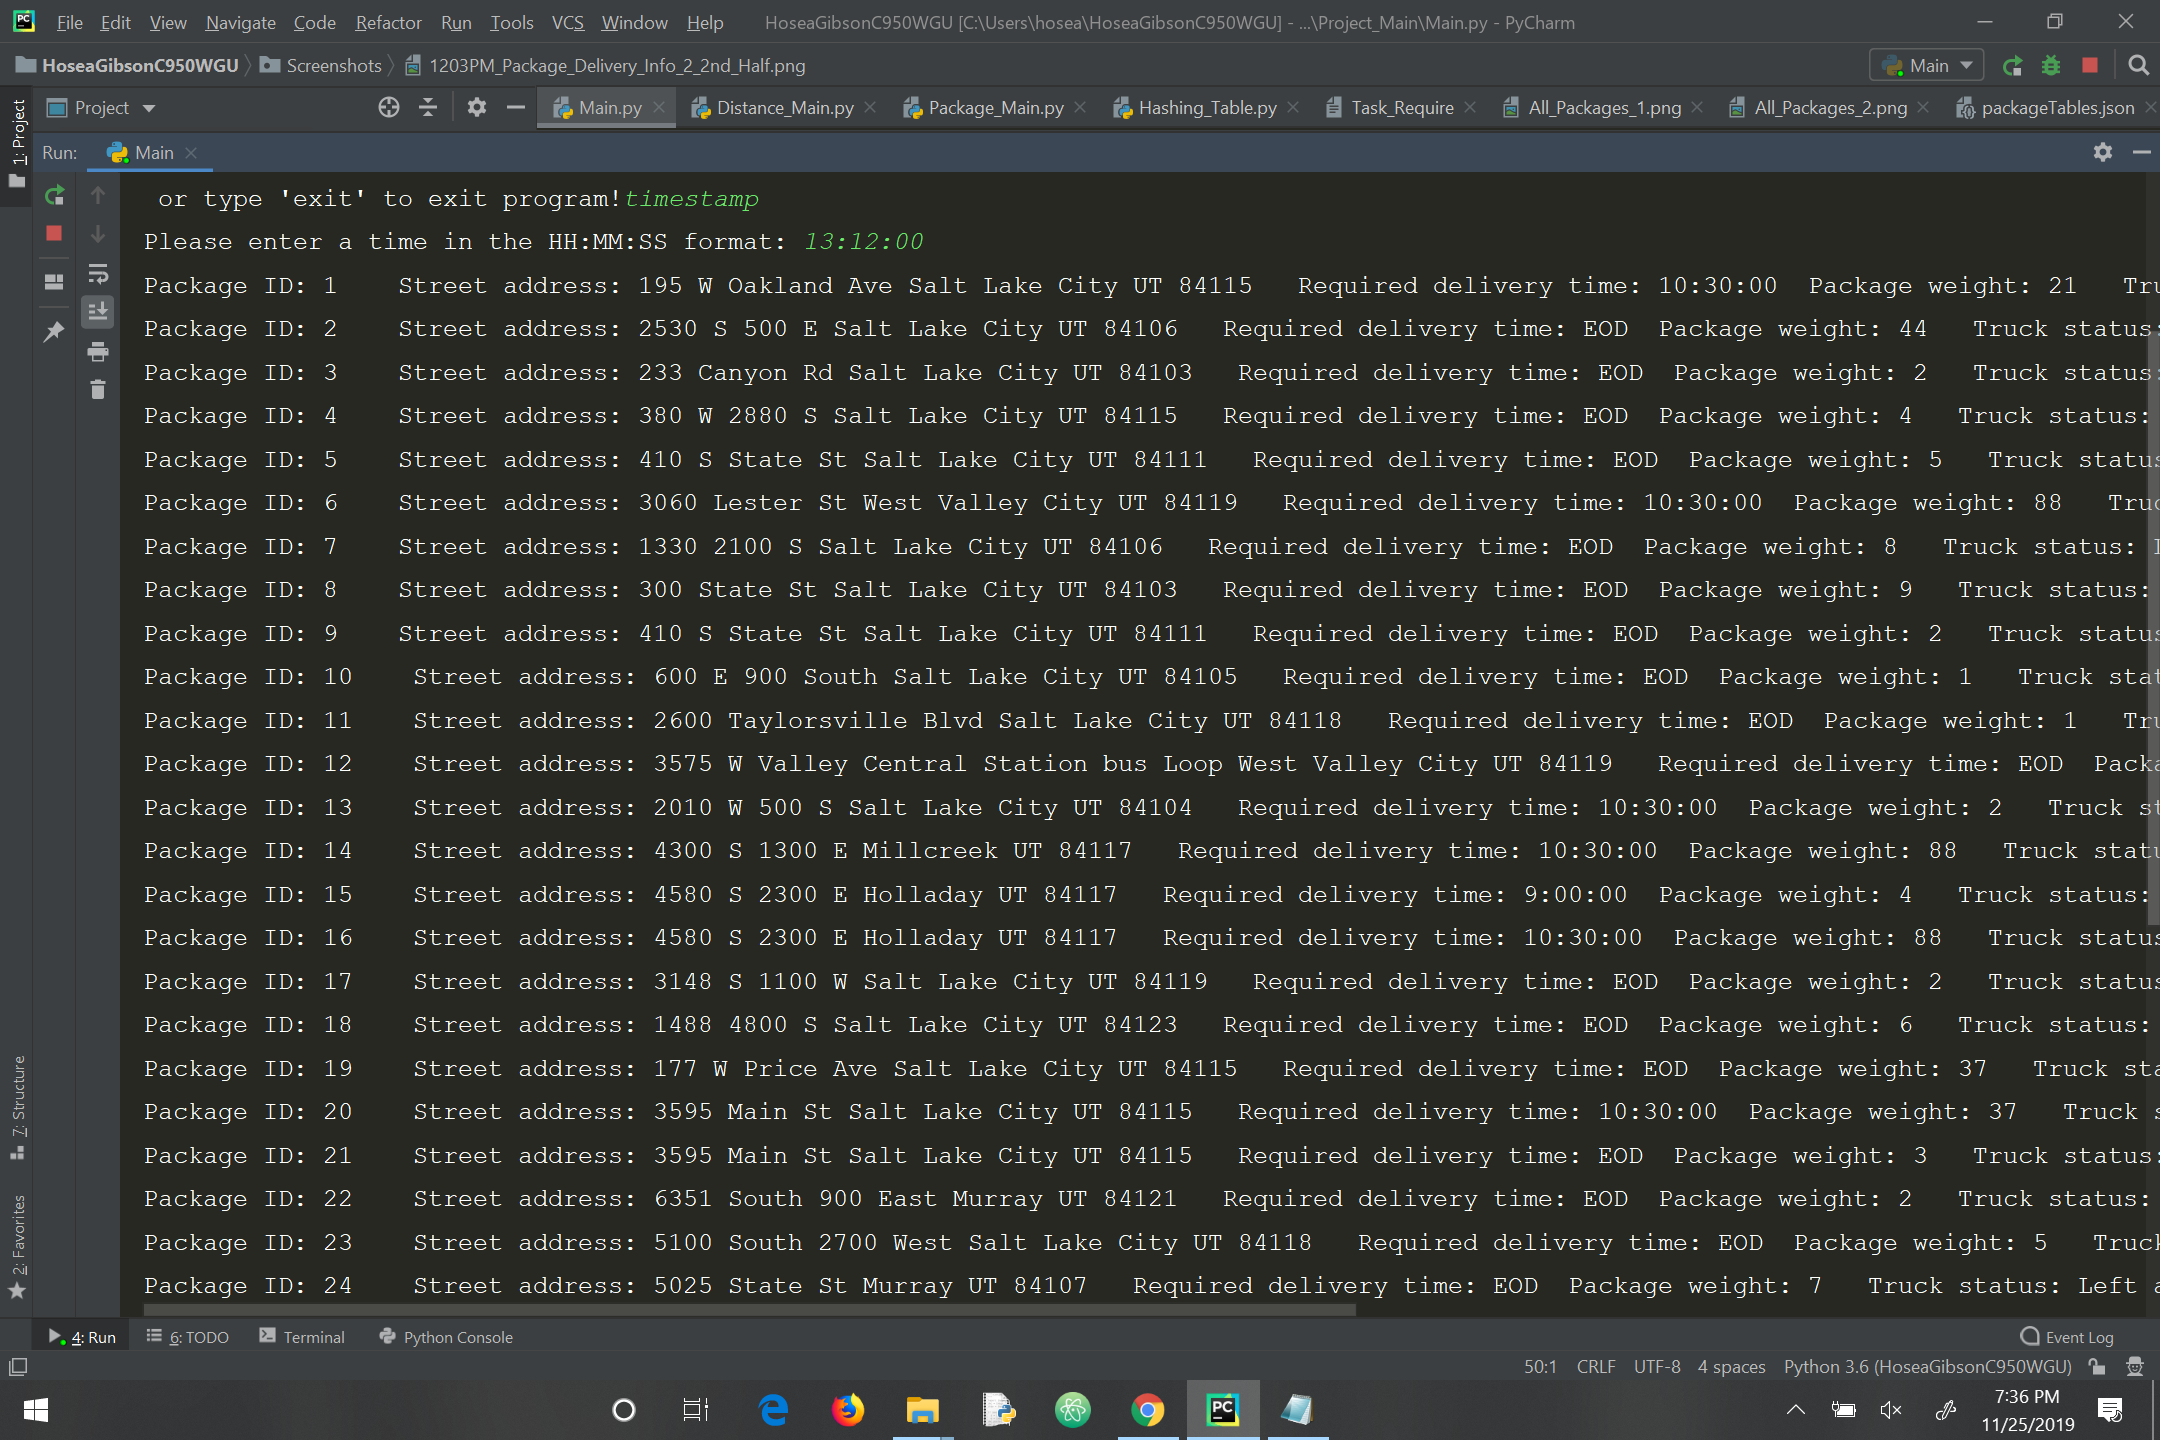 File Edit View Navigate Code Refactor Run Tools VCS Window Help HoseaGibsonC950WGU [C:\Users\hosea\HoseaGibsonC950WGU] - ...\Project_Main\Main.py - PyCharm
HoseaGibsonC950WGU Screenshots 1203PM_Package_Delivery_Info_2_2nd_Half.png Main
1: Project
Project Main.py Distance_Main.py Package_Main.py Hashing_Table.py Task_Require All_Packages_1.png All_Packages_2.png packageTables.json
Run: Main
or type 'exit' to exit program!timestamp
Please enter a time in the HH:MM:SS format: 13:12:00
Package ID: 1 Street address: 195 W Oakland Ave Salt Lake City UT 84115 Required delivery time: 10:30:00 Package weight: 21
Package ID: 2 Street address: 2530 S 500 E Salt Lake City UT 84106 Required delivery time: EOD Package weight: 44 Truck status:
Package ID: 3 Street address: 233 Canyon Rd Salt Lake City UT 84103 Required delivery time: EOD Package weight: 2 Truck status:
Package ID: 4 Street address: 380 W 2880 S Salt Lake City UT 84115 Required delivery time: EOD Package weight: 4 Truck status:
Package ID: 5 Street address: 410 S State St Salt Lake City UT 84111 Required delivery time: EOD Package weight: 5 Truck status
Package ID: 6 Street address: 3060 Lester St West Valley City UT 84119 Required delivery time: 10:30:00 Package weight: 88
Package ID: 7 Street address: 1330 2100 S Salt Lake City UT 84106 Required delivery time: EOD Package weight: 8 Truck status:
Package ID: 8 Street address: 300 State St Salt Lake City UT 84103 Required delivery time: EOD Package weight: 9 Truck status:
Package ID: 9 Street address: 410 S State St Salt Lake City UT 84111 Required delivery time: EOD Package weight: 2 Truck status
Package ID: 10 Street address: 600 E 900 South Salt Lake City UT 84105 Required delivery time: EOD Package weight: 1 Truck stat
Package ID: 11 Street address: 2600 Taylorsville Blvd Salt Lake City UT 84118 Required delivery time: EOD Package weight: 1
Package ID: 12 Street address: 3575 W Valley Central Station bus Loop West Valley City UT 84119 Required delivery time: EOD Pack
Package ID: 13 Street address: 2010 W 500 S Salt Lake City UT 84104 Required delivery time: 10:30:00 Package weight: 2 Truck st
Package ID: 14 Street address: 4300 S 1300 E Millcreek UT 84117 Required delivery time: 10:30:00 Package weight: 88 Truck statu
Package ID: 15 Street address: 4580 S 2300 E Holladay UT 84117 Required delivery time: 9:00:00 Package weight: 4 Truck status:
Package ID: 16 Street address: 4580 S 2300 E Holladay UT 84117 Required delivery time: 10:30:00 Package weight: 88 Truck status
Package ID: 17 Street address: 3148 S 1100 W Salt Lake City UT 84119 Required delivery time: EOD Package weight: 2 Truck status
Package ID: 18 Street address: 1488 4800 S Salt Lake City UT 84123 Required delivery time: EOD Package weight: 6 Truck status:
Package ID: 19 Street address: 177 W Price Ave Salt Lake City UT 84115 Required delivery time: EOD Package weight: 37 Truck sta
Package ID: 20 Street address: 3595 Main St Salt Lake City UT 84115 Required delivery time: 10:30:00 Package weight: 37 Truck s
Package ID: 21 Street address: 3595 Main St Salt Lake City UT 84115 Required delivery time: EOD Package weight: 3 Truck status:
Package ID: 22 Street address: 6351 South 900 East Murray UT 84121 Required delivery time: EOD Package weight: 2 Truck status:
Package ID: 23 Street address: 5100 South 2700 West Salt Lake City UT 84118 Required delivery time: EOD Package weight: 5 Truck
Package ID: 24 Street address: 5025 State St Murray UT 84107 Required delivery time: EOD Package weight: 7 Truck status: Left
7: Structure
2: Favorites
4: Run 6: TODO Terminal Python Console Event Log
50:1 CRLF UTF-8 4 spaces Python 3.6 (HoseaGibsonC950WGU)
7:36 PM
11/25/2019